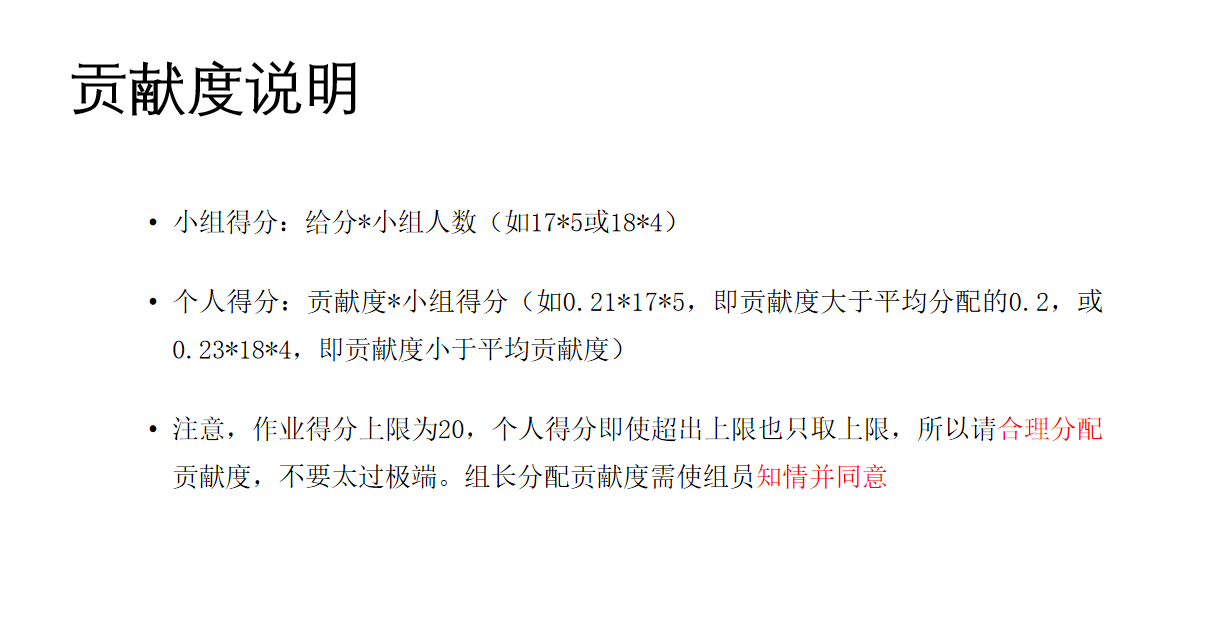 贡献度说明
• 小组得分：给分*小组人数（如17*5或18*4）
• 个人得分：贡献度*小组得分（如0.21*17*5，即贡献度大于平均分配的0.2，或
0.23*18*4，即贡献度小于平均贡献度）
• 注意，作业得分上限为20，个人得分即使超出上限也只取上限，所以请合理分配
贡献度，不要太过极端。组长分配贡献度需使组员知情并同意